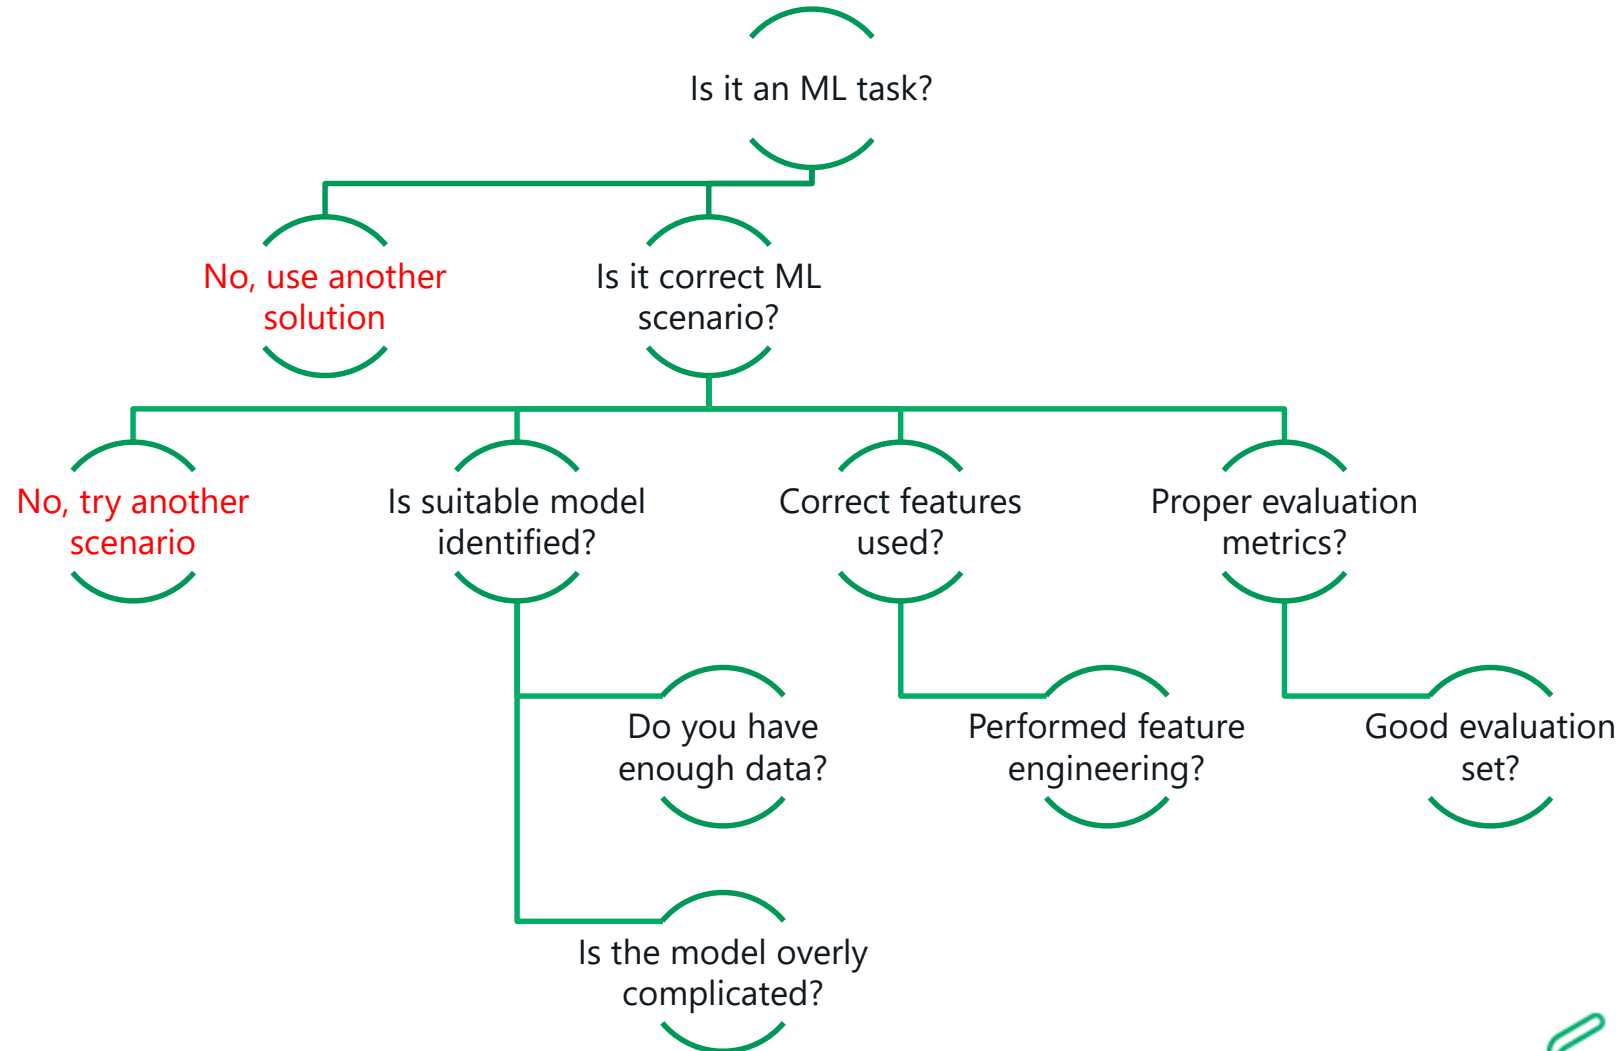 Is it an ML task?
No, use another
solution
Is it correct ML
scenario?
No, try another
scenario
Is suitable model
identified?
Correct features
used?
Proper evaluation
metrics?
Do you have
enough data?
Performed feature
engineering?
Good evaluation
set?
Is the model overly
complicated?